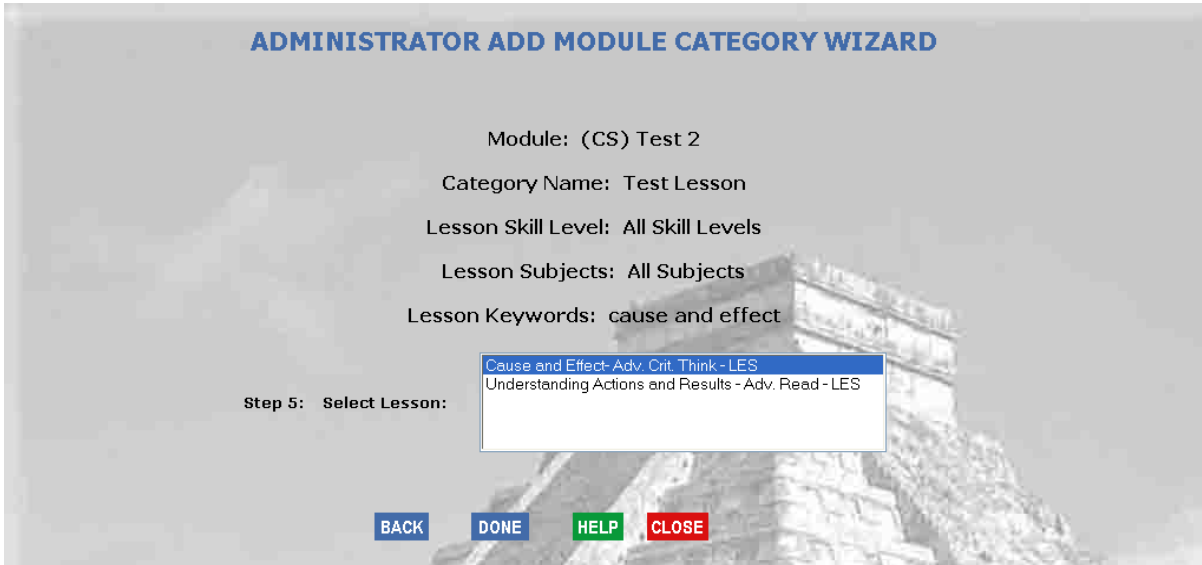 ADMINISTRATOR ADD MODULE CATEGORY WIZARD
Module: (CS) Test 2
Category Name: Test Lesson
Lesson Skill Level: All Skill Levels
Lesson Subjects: All Subjects
Lesson Keywords: cause and effect
Cause and Effect- Adv. Crit. Think - LES
Understanding Actions and Results - Adv. Read - LES
Step 5: Select Lesson:
BACK DONE HELP CLOSE